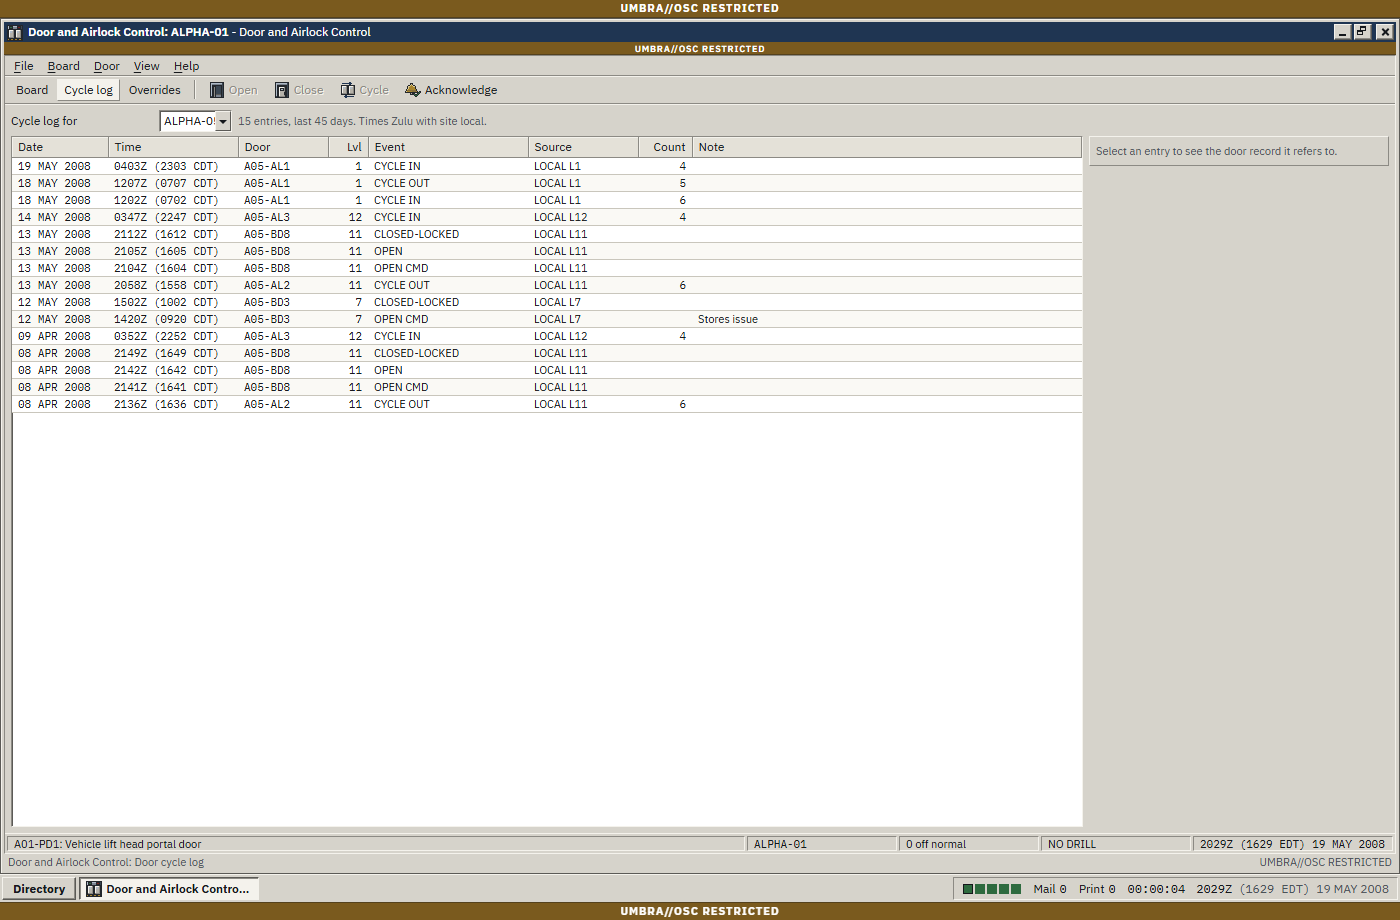 UMBRA//OSC RESTRICTED
Door and Airlock Control: ALPHA-01 - Door and Airlock Control
UMBRA//OSC RESTRICTED
File Board Door View Help
Board Cycle log Overrides Open Close Cycle Acknowledge
Cycle log for ALPHA-05 15 entries, last 45 days. Times Zulu with site local.
Date Time Door Lvl Event Source Count Note
19 MAY 2008 0403Z (2303 CDT) A05-AL1 1 CYCLE IN LOCAL L1 4
18 MAY 2008 1207Z (0707 CDT) A05-AL1 1 CYCLE OUT LOCAL L1 5
18 MAY 2008 1202Z (0702 CDT) A05-AL1 1 CYCLE IN LOCAL L1 6
14 MAY 2008 0347Z (2247 CDT) A05-AL3 12 CYCLE IN LOCAL L12 4
13 MAY 2008 2112Z (1612 CDT) A05-BD8 11 CLOSED-LOCKED LOCAL L11
13 MAY 2008 2105Z (1605 CDT) A05-BD8 11 OPEN LOCAL L11
13 MAY 2008 2104Z (1604 CDT) A05-BD8 11 OPEN CMD LOCAL L11
13 MAY 2008 2058Z (1558 CDT) A05-AL2 11 CYCLE OUT LOCAL L11 6
12 MAY 2008 1502Z (1002 CDT) A05-BD3 7 CLOSED-LOCKED LOCAL L7
12 MAY 2008 1420Z (0920 CDT) A05-BD3 7 OPEN CMD LOCAL L7 Stores issue
09 APR 2008 0352Z (2252 CDT) A05-AL3 12 CYCLE IN LOCAL L12 4
08 APR 2008 2149Z (1649 CDT) A05-BD8 11 CLOSED-LOCKED LOCAL L11
08 APR 2008 2142Z (1642 CDT) A05-BD8 11 OPEN LOCAL L11
08 APR 2008 2141Z (1641 CDT) A05-BD8 11 OPEN CMD LOCAL L11
08 APR 2008 2136Z (1636 CDT) A05-AL2 11 CYCLE OUT LOCAL L11 6
Select an entry to see the door record it refers to.
A01-PD1: Vehicle lift head portal door ALPHA-01 0 off normal NO DRILL 2029Z (1629 EDT) 19 MAY 2008
Door and Airlock Control: Door cycle log UMBRA//OSC RESTRICTED
Directory Door and Airlock Contro... Mail 0 Print 0 00:00:04 2029Z (1629 EDT) 19 MAY 2008
UMBRA//OSC RESTRICTED